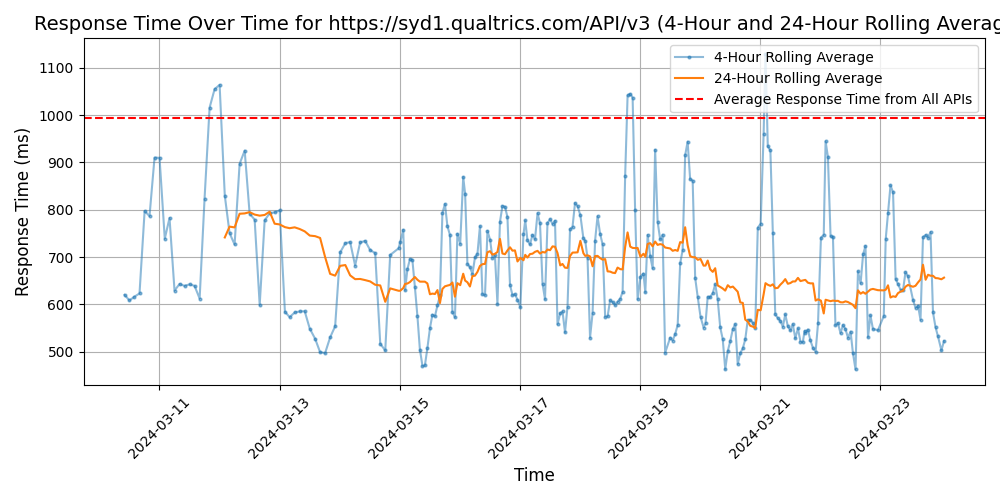 Response Time Over Time for https://syd1.qualtrics.com/API/v3 (4-Hour and 24-Hour Rolling Averag
4-Hour Rolling Average
24-Hour Rolling Average
Average Response Time from All APIs
Response Time (ms)
1100
1000
900
800
700
600
500
2024-03-11
2024-03-13
2024-03-15
2024-03-17
2024-03-19
2024-03-21
2024-03-23
Time